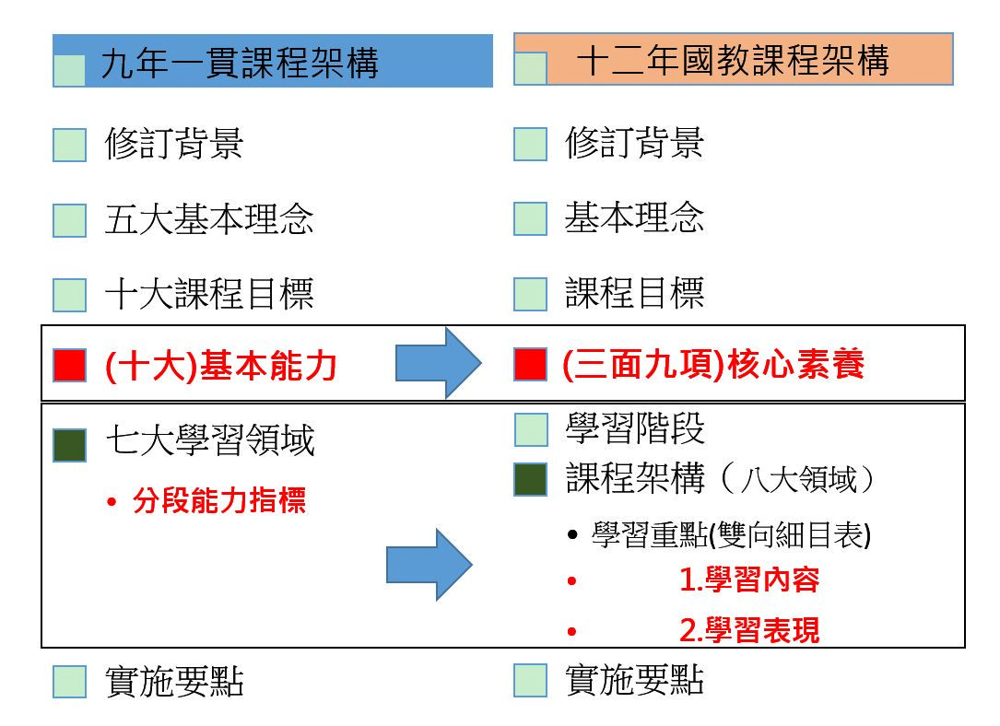 九年一貫課程架構
修訂背景
五大基本理念
十大課程目標
(十大)基本能力
七大學習領域
• 分段能力指標
實施要點
十二年國教課程架構
修訂背景
基本理念
課程目標
(三面九項)核心素養
學習階段
課程架構（八大領域）
• 學習重點(雙向細目表)
• 1.學習內容
• 2.學習表現
實施要點